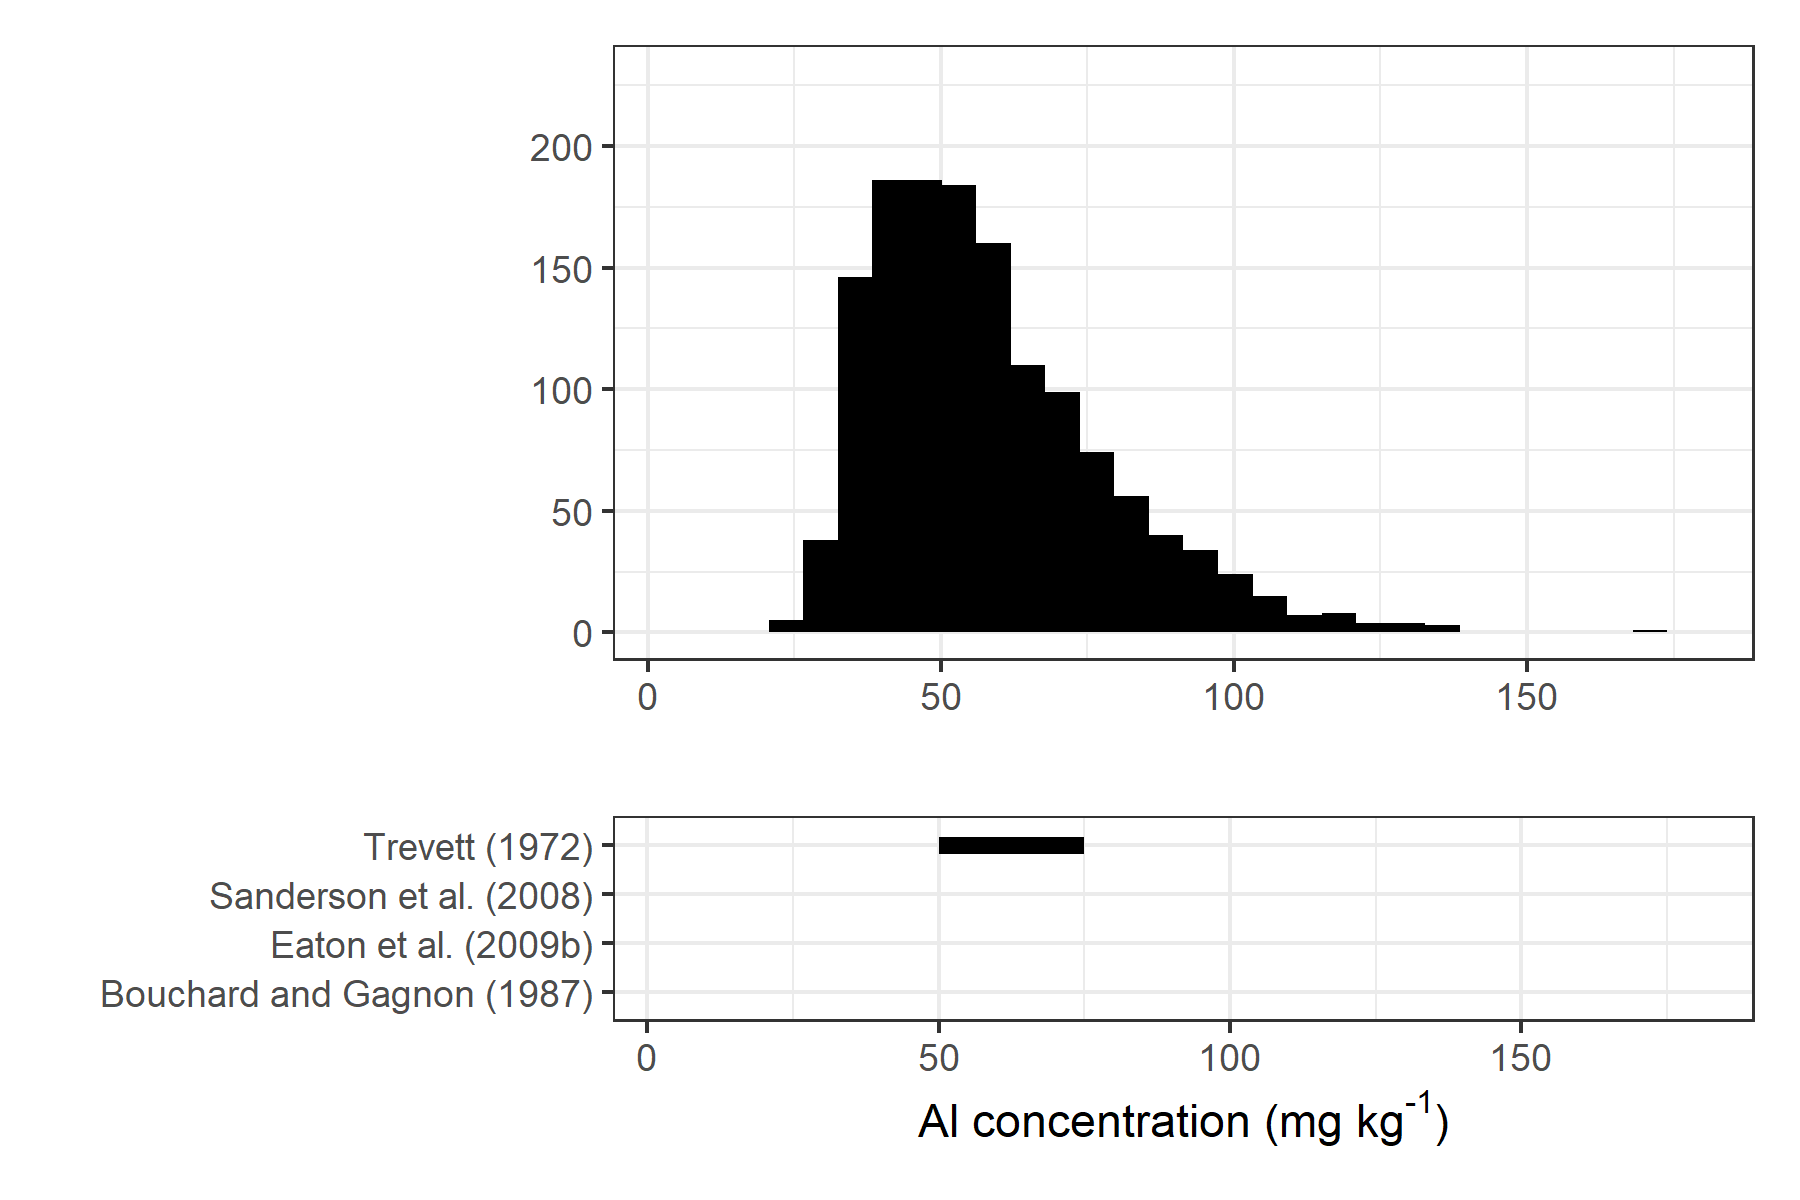 200
150
100
50
0
0 50 100 150
Trevett (1972)
Sanderson et al. (2008)
Eaton et al. (2009b)
Bouchard and Gagnon (1987)
0 50 100 150
Al concentration (mg kg⁻¹)